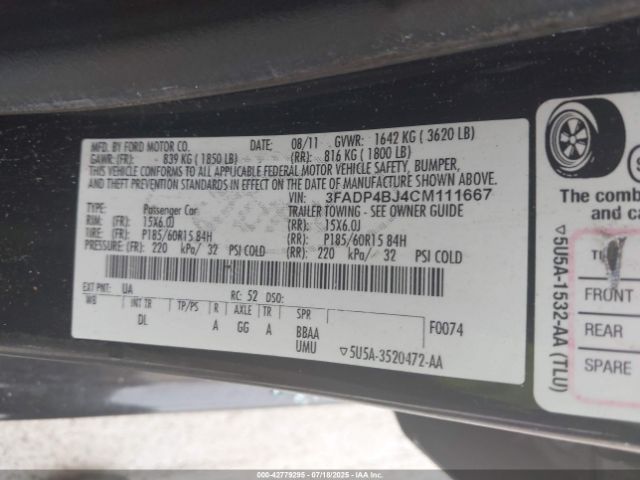 MFD. BY FORD MOTOR CO. DATE: 08/11 GVWR: 1642 KG ( 3620 LB)
GAWR: (FR): - 839 KG ( 1850 LB) (RR): 816 KG ( 1800 LB)
THIS VEHICLE CONFORMS TO ALL APPLICABLE FEDERAL MOTOR VEHICLE SAFETY, BUMPER,
AND THEFT PREVENTION STANDARDS IN EFFECT ON THE DATE OF MANUFACTURE SHOWN ABOVE.
VIN: 3FADP4BJ4CM111667
TYPE: Passenger Car TRAILER TOWING - SEE OWNER GUIDE
RIM: (FR): 15X6.0J (RR): 15X6.0J
TIRE: (FR): P185/60R15 84H (RR): P185/60R15 84H
PRESSURE: (FR): 220 kPa/ 32 PSI COLD (RR): 220 kPa/ 32 PSI COLD
EXT PNT: UA RC: 52 DSO:
WB INT TR TP/PS R AXLE TR SPR
DL A GG A BBAA F0074
UMU ▽5U5A-3520472-AA
The comb
and ca
▽5U5A-1532-AA (TLU)
FRONT
REAR
SPARE
000-42779295 - 07/18/2025 - IAAI.COM